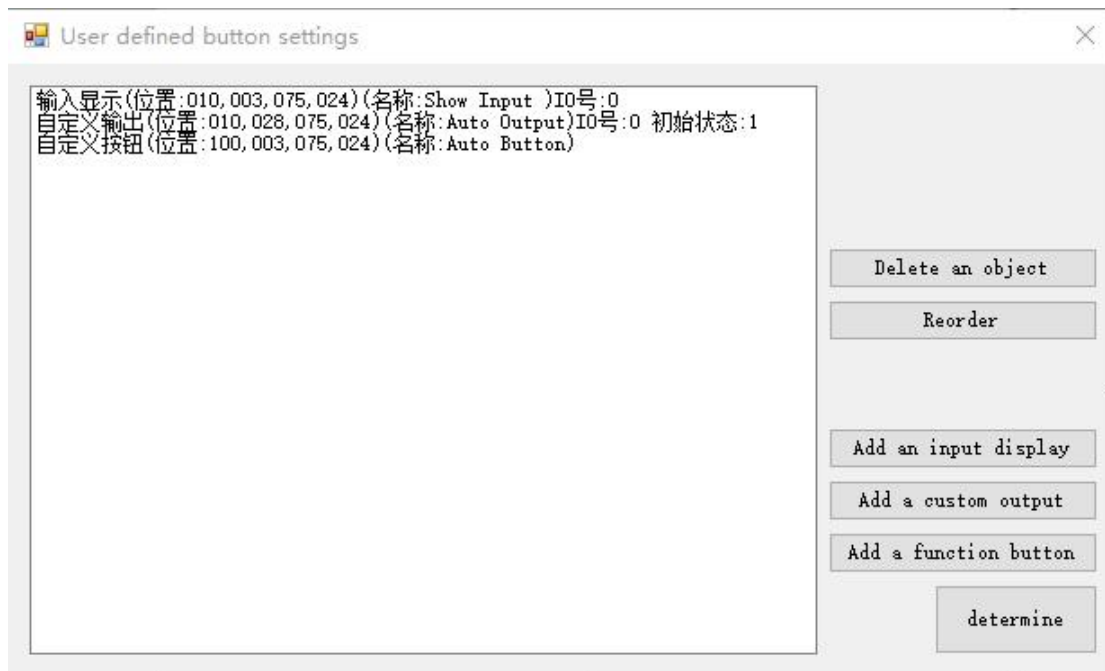 User defined button settings
输入显示(位置:010,003,075,024)(名称:Show Input )IO号:0
自定义输出(位置:010,028,075,024)(名称:Auto Output)IO号:0 初始状态:1
自定义按钮(位置:100,003,075,024)(名称:Auto Button)
Delete an object
Reorder
Add an input display
Add a custom output
Add a function button
determine